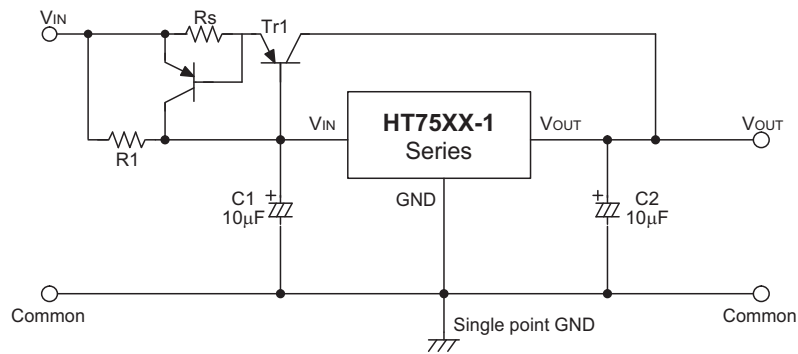 VIN
Rs
Tr1
R1
VIN
HT75XX-1
Series
VOUT
VOUT
GND
C1
10μF
+
C2
10μF
+
Common
Single point GND
Common